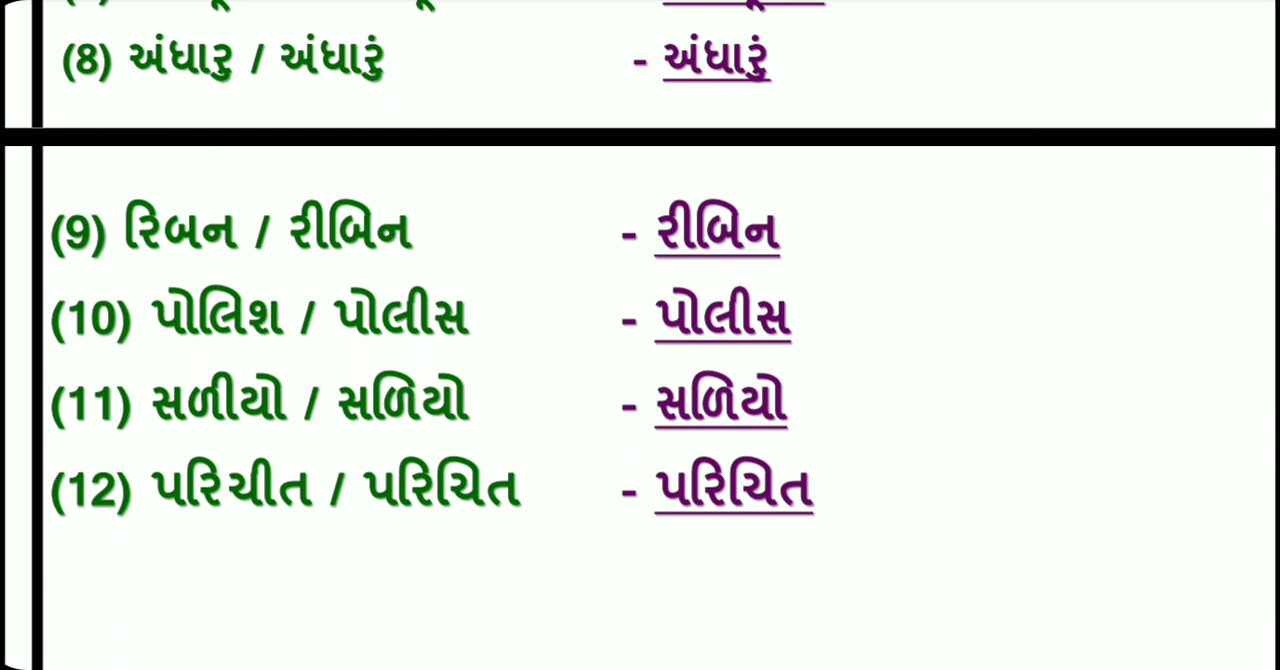 (8) અંધારુ / અંધારું - અંધારું
(9) રિબન / રીબિન - રીબિન
(10) પોલિશ / પોલીસ - પોલીસ
(11) સળીયો / સળિયો - સળિયો
(12) પરિચીત / પરિચિત - પરિચિત